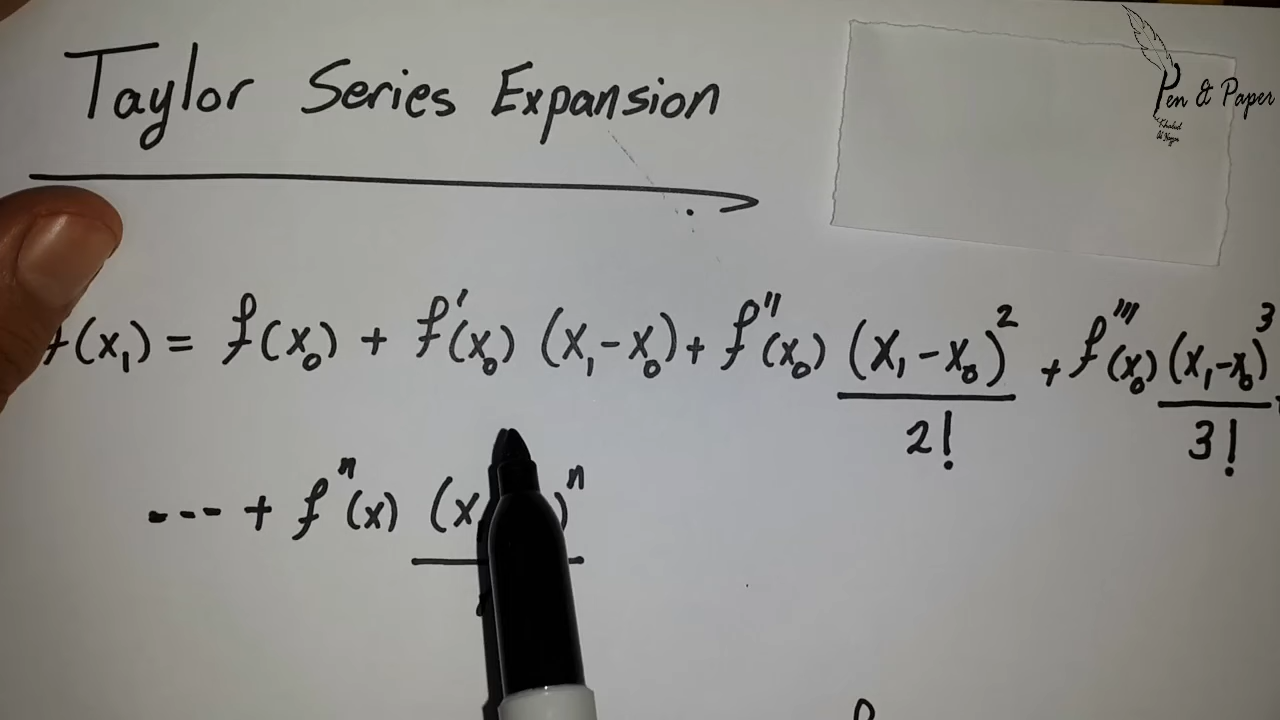 Taylor Series Expansion
Pen & Paper
Khalid
f(x₁) = f(x₀) + f'(x₀) (x₁-x₀) + f''(x₀) (x₁-x₀)² + f'''(x₀) (x₁-x₀)³
2! 3!
--- + fⁿ(x) (x )ⁿ